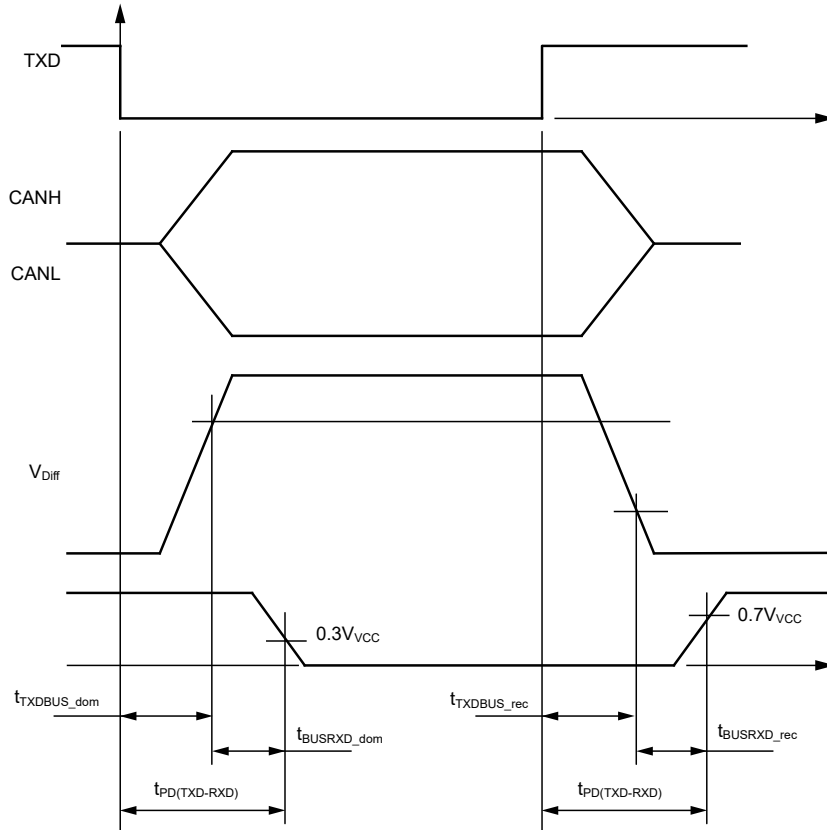 TXD
CANH
CANL
VDiff
0.3VVCC
0.7VVCC
tTXDBUS_dom
tTXDBUS_rec
tBUSRXD_dom
tBUSRXD_rec
tPD(TXD-RXD)
tPD(TXD-RXD)